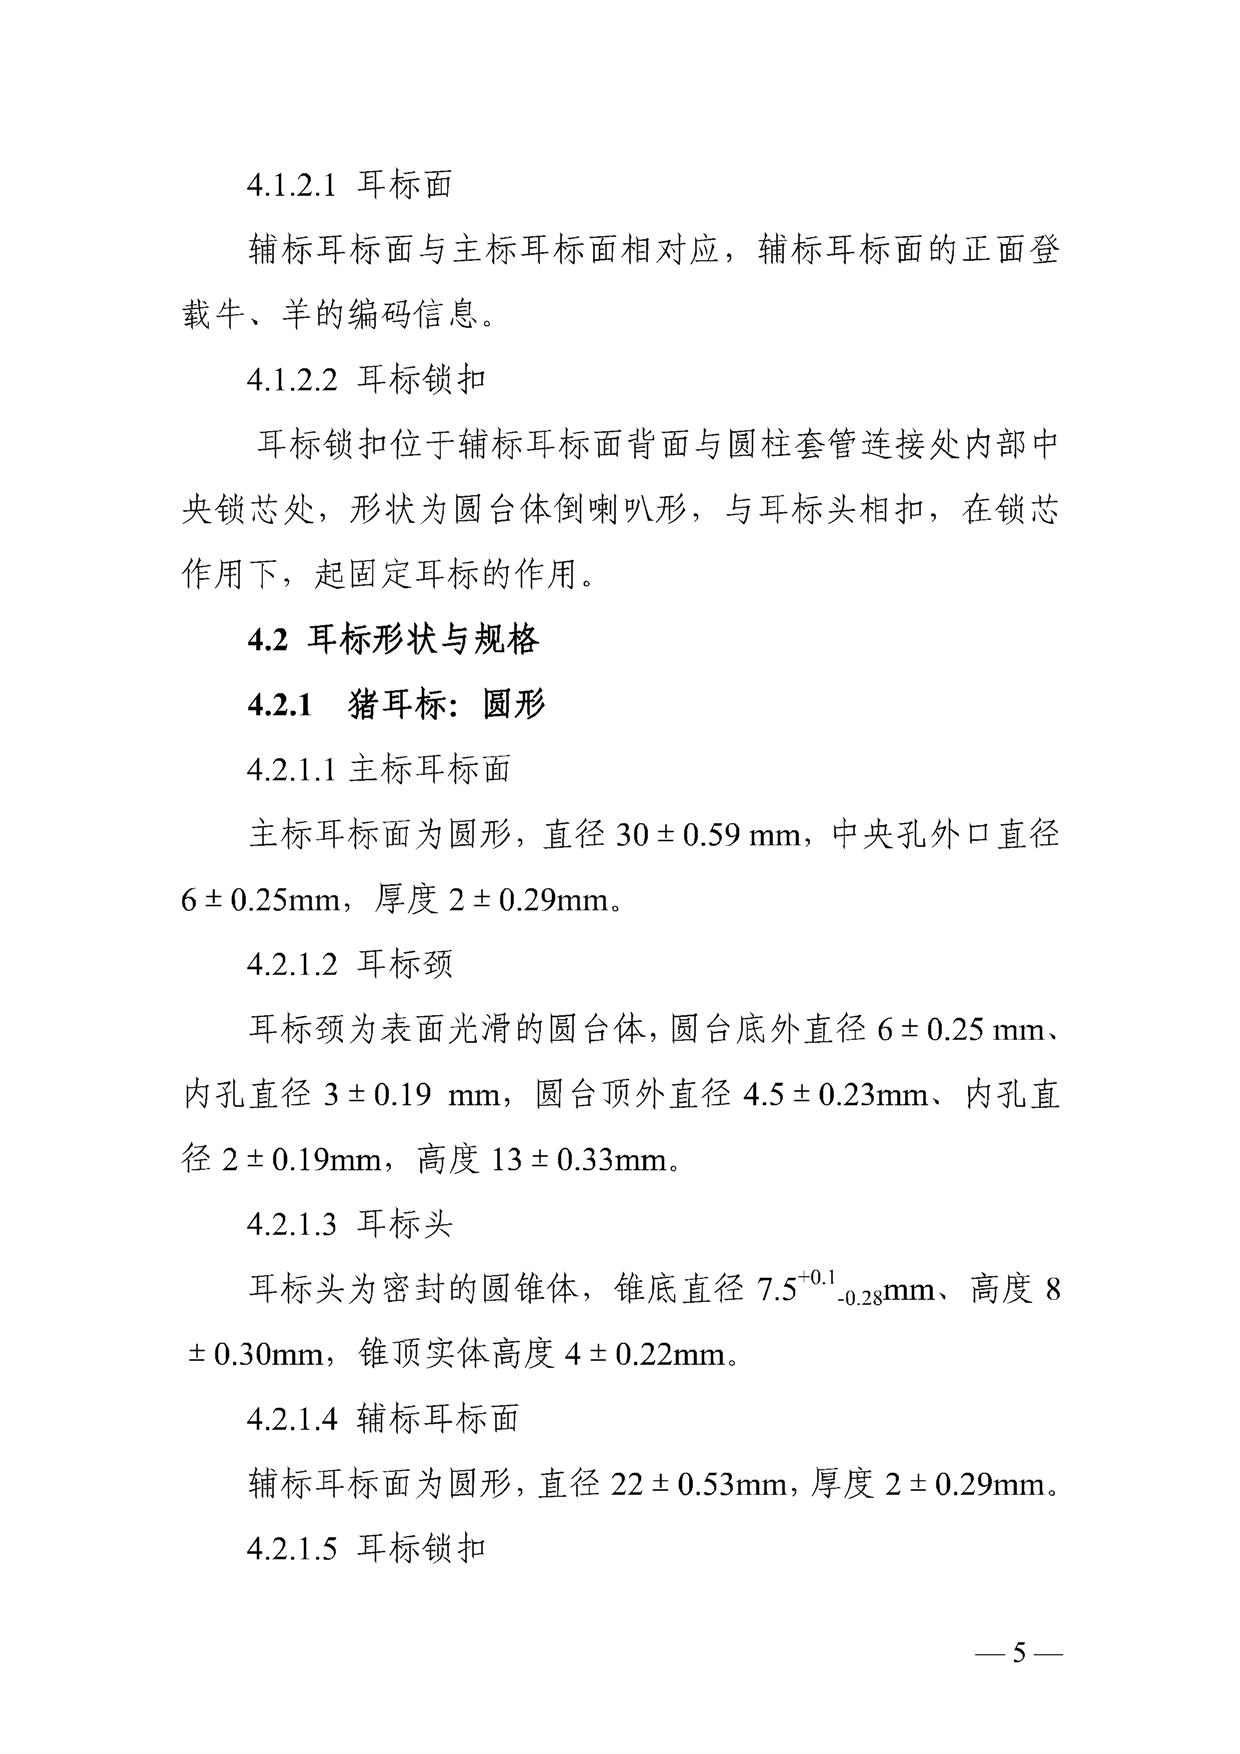 4.1.2.1 耳标面
辅标耳标面与主标耳标面相对应，辅标耳标面的正面登
载牛、羊的编码信息。
4.1.2.2 耳标锁扣
耳标锁扣位于辅标耳标面背面与圆柱套管连接处内部中
央锁芯处，形状为圆台体倒喇叭形，与耳标头相扣，在锁芯
作用下，起固定耳标的作用。
4.2 耳标形状与规格
4.2.1 猪耳标：圆形
4.2.1.1 主标耳标面
主标耳标面为圆形，直径 30±0.59 mm，中央孔外口直径
6±0.25mm，厚度 2±0.29mm。
4.2.1.2 耳标颈
耳标颈为表面光滑的圆台体，圆台底外直径 6±0.25 mm、
内孔直径 3±0.19 mm，圆台顶外直径 4.5±0.23mm、内孔直
径 2±0.19mm，高度 13±0.33mm。
4.2.1.3 耳标头
耳标头为密封的圆锥体，锥底直径 7.5+0.1-0.28mm、高度 8
±0.30mm，锥顶实体高度 4±0.22mm。
4.2.1.4 辅标耳标面
辅标耳标面为圆形，直径 22±0.53mm，厚度 2±0.29mm。
4.2.1.5 耳标锁扣
— 5 —